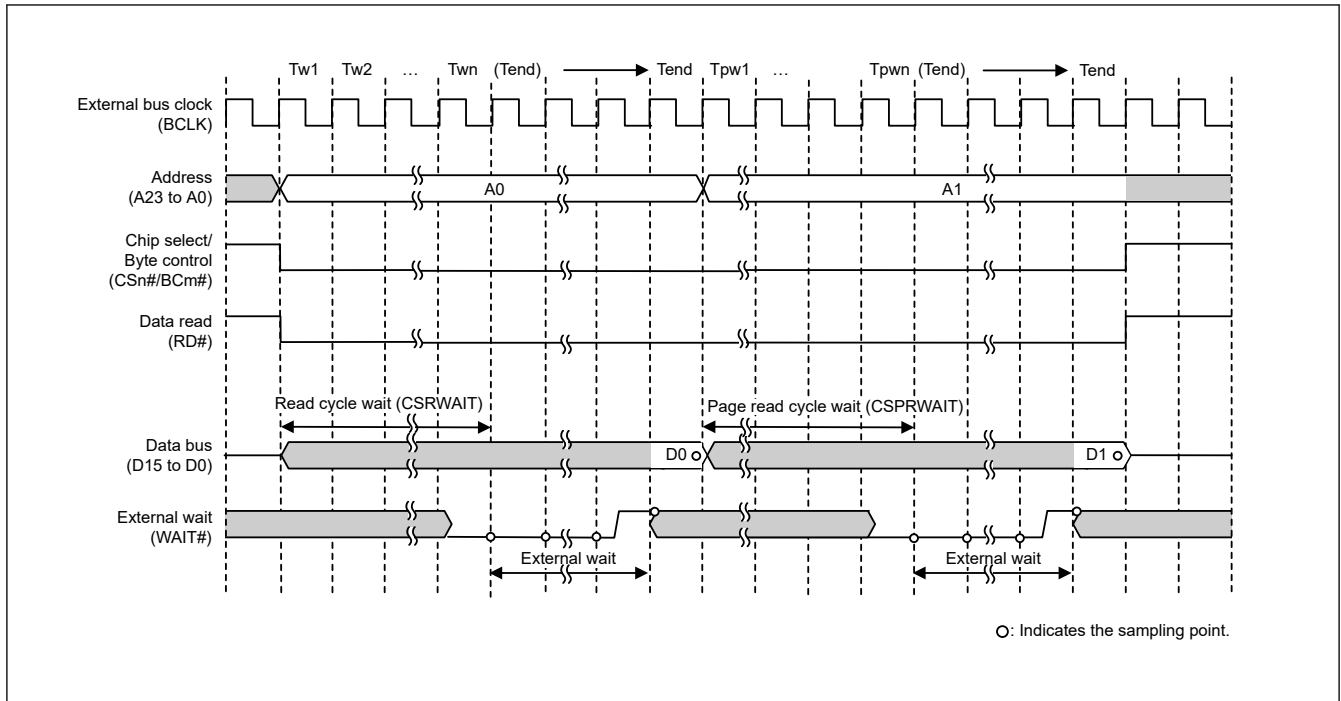 Tw1 Tw2 … Twn (Tend) Tend Tpw1 … Tpwn (Tend) Tend
External bus clock
(BCLK)
Address
(A23 to A0)
A0 A1
Chip select/
Byte control
(CSn#/BCm#)
Data read
(RD#)
Read cycle wait (CSRWAIT) Page read cycle wait (CSPRWAIT)
Data bus
(D15 to D0)
D0 D1
External wait
(WAIT#)
External wait External wait
: Indicates the sampling point.